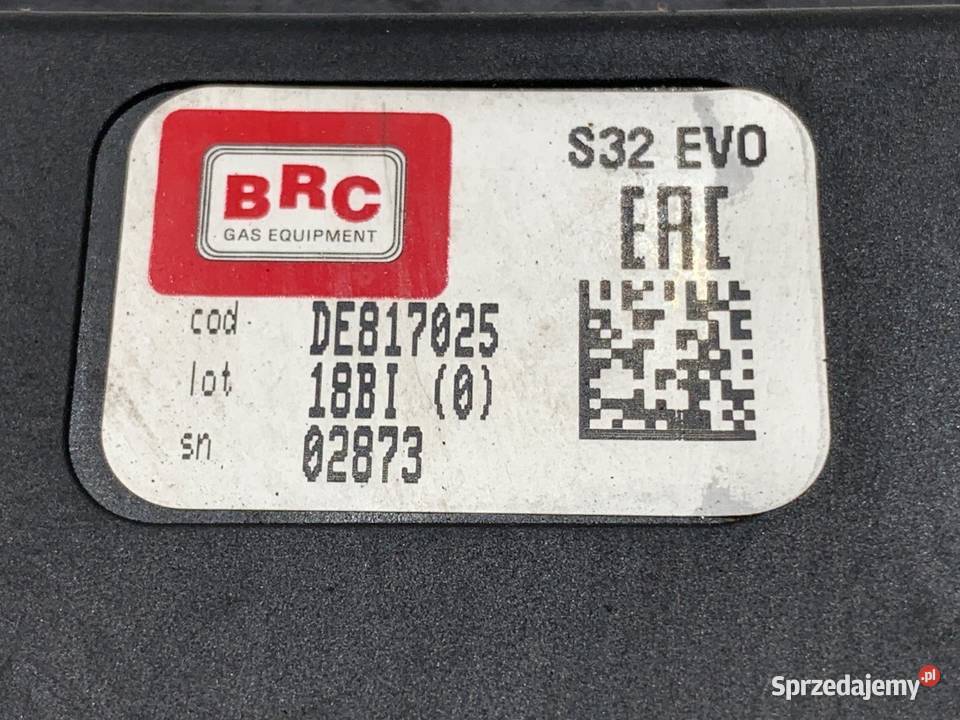 BRC
GAS EQUIPMENT
S32 EVO
EAC
cod DE817025
lot 18BI (0)
sn 02873
Sprzedajemy.pl